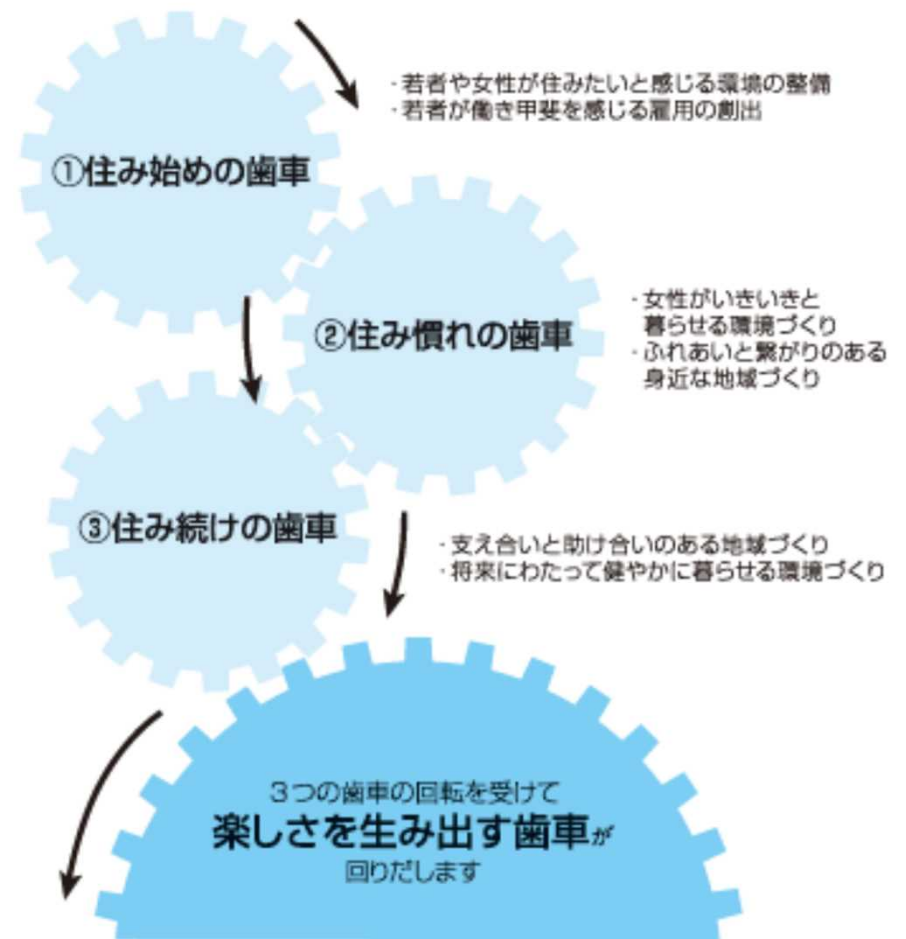 ・若者や女性が住みたいと感じる環境の整備
・若者が働き甲斐を感じる雇用の創出
①住み始めの歯車
・女性がいきいきと
暮らせる環境づくり
・ふれあいと繋がりのある
身近な地域づくり
②住み慣れの歯車
③住み続けの歯車
・支え合いと助け合いのある地域づくり
・将来にわたって健やかに暮らせる環境づくり
3つの歯車の回転を受けて
楽しさを生み出す歯車が
回りだします